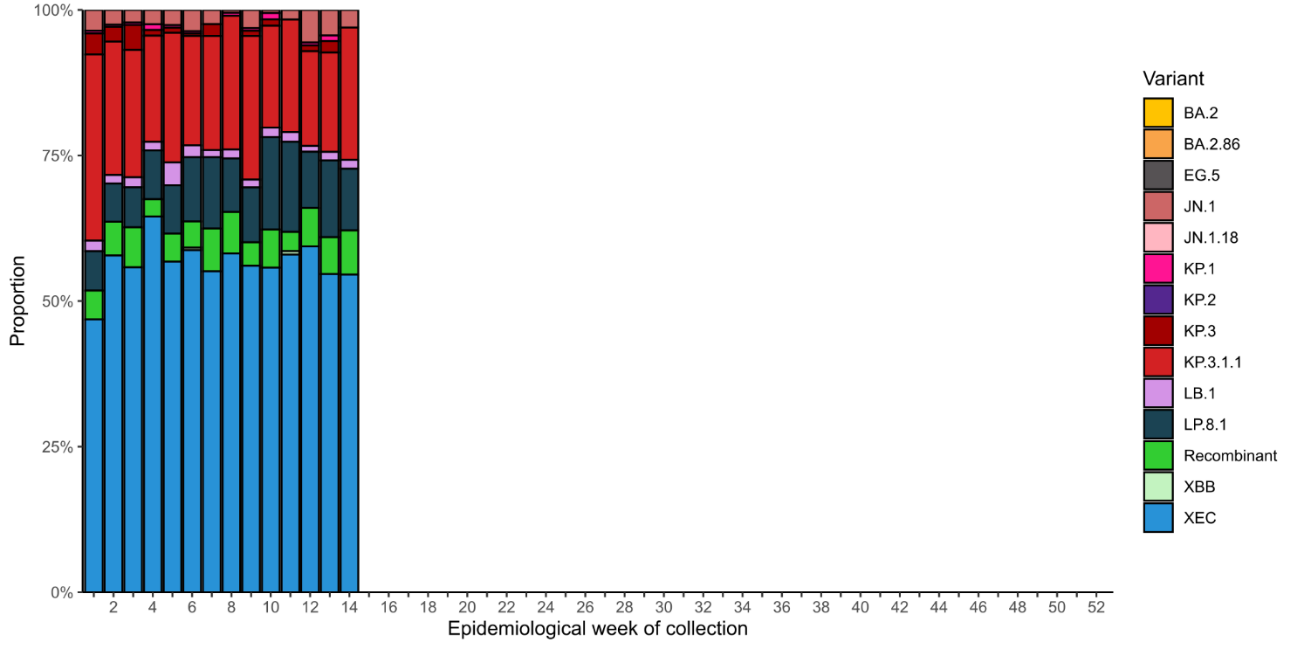 100%
75%
50%
25%
0%
Proportion
2 4 6 8 10 12 14 16 18 20 22 24 26 28 30 32 34 36 38 40 42 44 46 48 50 52
Epidemiological week of collection
Variant
BA.2
BA.2.86
EG.5
JN.1
JN.1.18
KP.1
KP.2
KP.3
KP.3.1.1
LB.1
LP.8.1
Recombinant
XBB
XEC